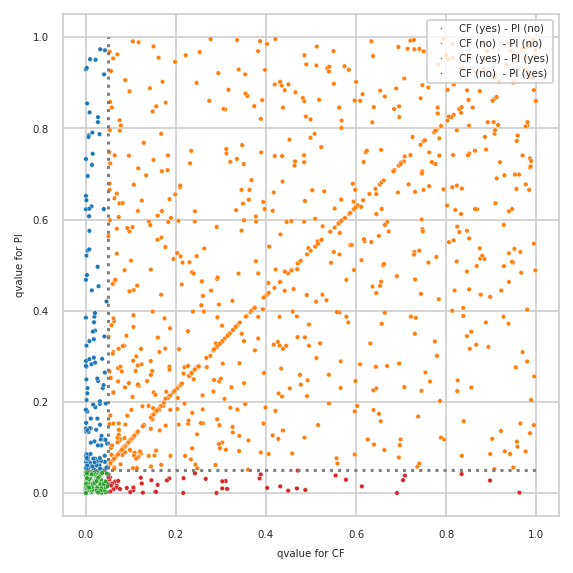 CF (yes) - PI (no)
CF (no)  - PI (no)
CF (yes) - PI (yes)
CF (no)  - PI (yes)
1.0
0.8
0.6
0.4
0.2
0.0
qvalue for PI
0.0 0.2 0.4 0.6 0.8 1.0
qvalue for CF